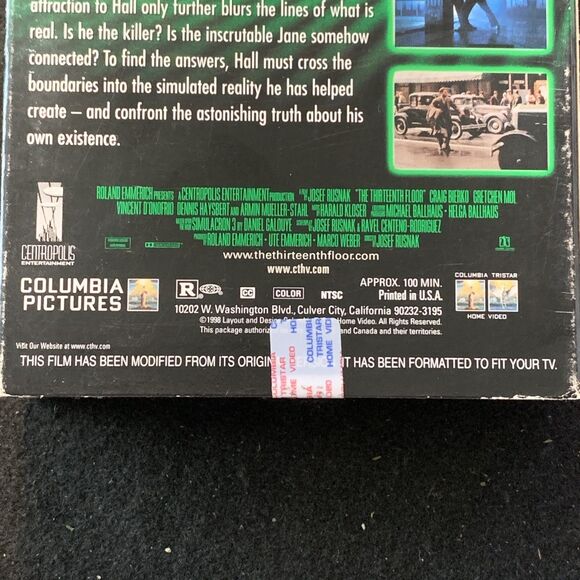 attraction to Hall only further blurs the lines of what is
real. Is he the killer? Is the inscrutable Jane somehow
connected? To find the answers, Hall must cross the
boundaries into the simulated reality he has helped
create – and confront the astonishing truth about his
own existence.
ROLAND EMMERICH PRESENTS A CENTROPOLIS ENTERTAINMENT PRODUCTION A FILM BY JOSEF RUSNAK "THE THIRTEENTH FLOOR" CRAIG BIERKO GRETCHEN MOL
VINCENT D'ONOFRIO DENNIS HAYSBERT AND ARMIN MUELLER-STAHL HARALD KLOSER MICHAEL BALLHAUS HELGA BALLHAUS
SIMULACRON 3 BY DANIEL GALOUYE JOSEF RUSNAK & RAVEL CENTENO-RODRIGUEZ
PRODUCED BY ROLAND EMMERICH UTE EMMERICH MARCO WEBER DIRECTED BY JOSEF RUSNAK
www.thethirteenthfloor.com
www.cthv.com
CENTROPOLIS
ENTERTAINMENT
COLUMBIA
PICTURES
R CC COLOR NTSC
APPROX. 100 MIN.
Printed in U.S.A.
COLUMBIA TRISTAR
HOME VIDEO
10202 W. Washington Blvd., Culver City, California 90232-3195
©1998 Layout and Design Home Video. All Rights Reserved.
This package and Canada and their territories.
Visit Our Website at www.cthv.com
THIS FILM HAS BEEN MODIFIED FROM ITS ORIGIN IT HAS BEEN FORMATTED TO FIT YOUR TV.
COLUMBIA
TRISTAR
HOME VIDEO
COLUMBIA
TRISTAR
HOME VIDEO